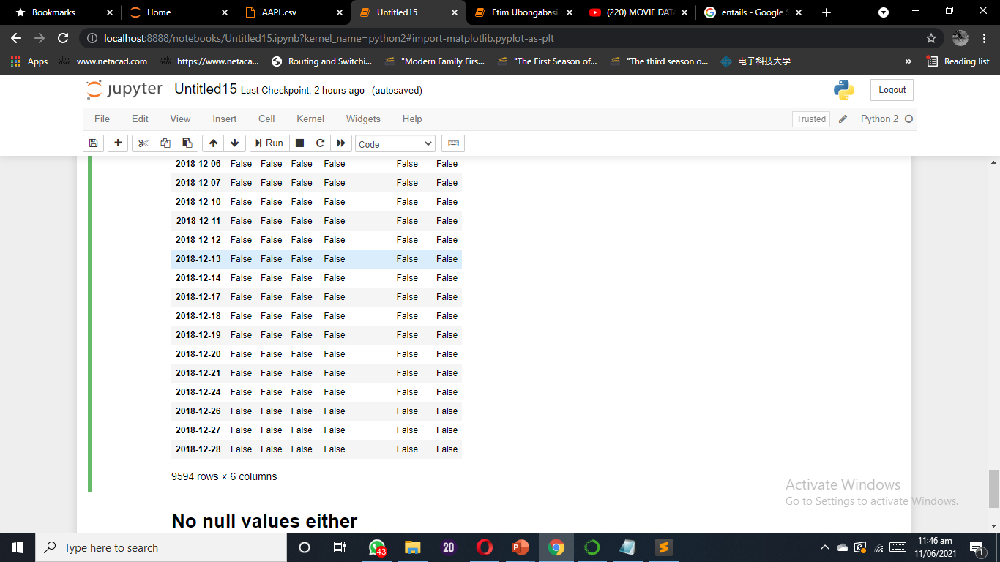 Bookmarks
Home
AAPL.csv
Untitled15
Etim Ubongabasi
(220) MOVIE DATA
entails - Google S
localhost:8888/notebooks/Untitled15.ipynb?kernel_name=python2#import-matplotlib.pyplot-as-plt
Apps www.netacad.com https://www.netaca... Routing and Switchi... "Modern Family Firs... "The First Season of... "The third season o... 电子科技大学 » Reading list
jupyter Untitled15 Last Checkpoint: 2 hours ago (autosaved) Logout
File Edit View Insert Cell Kernel Widgets Help Trusted Python 2
Run Code
2018-12-06 False False False False False False
2018-12-07 False False False False False False
2018-12-10 False False False False False False
2018-12-11 False False False False False False
2018-12-12 False False False False False False
2018-12-13 False False False False False False
2018-12-14 False False False False False False
2018-12-17 False False False False False False
2018-12-18 False False False False False False
2018-12-19 False False False False False False
2018-12-20 False False False False False False
2018-12-21 False False False False False False
2018-12-24 False False False False False False
2018-12-26 False False False False False False
2018-12-27 False False False False False False
2018-12-28 False False False False False False
9594 rows × 6 columns
Activate Windows
Go to Settings to activate Windows.
No null values either
Type here to search
43
20
11:46 am
11/06/2021
1